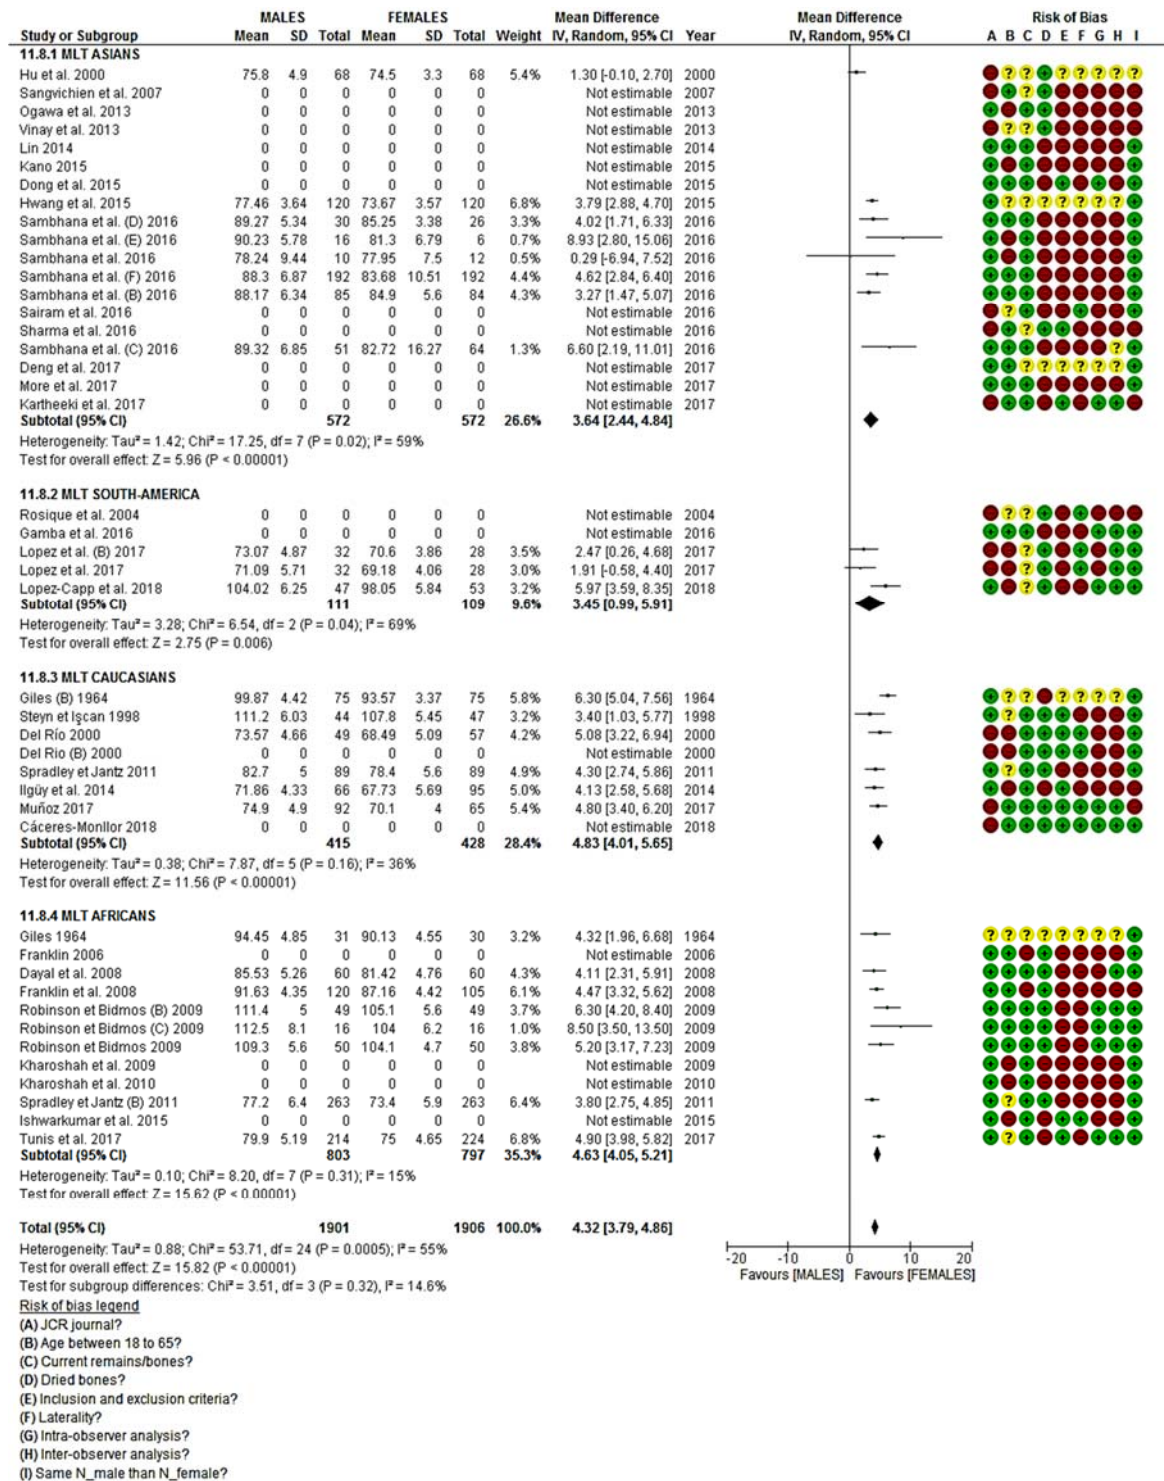 MALES FEMALES Mean Difference Mean Difference Risk of Bias
Study or Subgroup Mean SD Total Mean SD Total Weight IV, Random, 95% CI Year IV, Random, 95% CI A B C D E F G H I
11.8.1 MLT ASIANS
Hu et al. 2000 75.8 4.9 68 74.5 3.3 68 5.4% 1.30 [-0.10, 2.70] 2000
Sangvichien et al. 2007 0 0 0 0 0 0 Not estimable 2007
Ogawa et al. 2013 0 0 0 0 0 0 Not estimable 2013
Vinay et al. 2013 0 0 0 0 0 0 Not estimable 2013
Lin 2014 0 0 0 0 0 0 Not estimable 2014
Kano 2015 0 0 0 0 0 0 Not estimable 2015
Dong et al. 2015 0 0 0 0 0 0 Not estimable 2015
Hwang et al. 2015 77.46 3.64 120 73.67 3.57 120 6.8% 3.79 [2.88, 4.70] 2015
Sambhana et al. (D) 2016 89.27 5.34 30 85.25 3.38 26 3.3% 4.02 [1.71, 6.33] 2016
Sambhana et al. (E) 2016 90.23 5.78 16 81.3 6.79 6 0.7% 8.93 [2.80, 15.06] 2016
Sambhana et al. 2016 78.24 9.44 10 77.95 7.5 12 0.5% 0.29 [-6.94, 7.52] 2016
Sambhana et al. (F) 2016 88.3 6.87 192 83.68 10.51 192 4.4% 4.62 [2.84, 6.40] 2016
Sambhana et al. (B) 2016 88.17 6.34 85 84.9 5.6 84 4.3% 3.27 [1.47, 5.07] 2016
Sairam et al. 2016 0 0 0 0 0 0 Not estimable 2016
Sharma et al. 2016 0 0 0 0 0 0 Not estimable 2016
Sambhana et al. (C) 2016 89.32 6.85 51 82.72 16.27 64 1.3% 6.60 [2.19, 11.01] 2016
Deng et al. 2017 0 0 0 0 0 0 Not estimable 2017
More et al. 2017 0 0 0 0 0 0 Not estimable 2017
Kartheeki et al. 2017 0 0 0 0 0 0 Not estimable 2017
Subtotal (95% CI) 572 572 26.6% 3.64 [2.44, 4.84]
Heterogeneity: Tau² = 1.42; Chi² = 17.25, df = 7 (P = 0.02); I² = 59%
Test for overall effect: Z = 5.96 (P < 0.00001)
11.8.2 MLT SOUTH-AMERICA
Rosique et al. 2004 0 0 0 0 0 0 Not estimable 2004
Gamba et al. 2016 0 0 0 0 0 0 Not estimable 2016
Lopez et al. (B) 2017 73.07 4.87 32 70.6 3.86 28 3.5% 2.47 [0.26, 4.68] 2017
Lopez et al. 2017 71.09 5.71 32 69.18 4.06 28 3.0% 1.91 [-0.58, 4.40] 2017
Lopez-Capp et al. 2018 104.02 6.25 47 98.05 5.84 53 3.2% 5.97 [3.59, 8.35] 2018
Subtotal (95% CI) 111 109 9.6% 3.45 [0.99, 5.91]
Heterogeneity: Tau² = 3.28; Chi² = 6.54, df = 2 (P = 0.04); I² = 69%
Test for overall effect: Z = 2.75 (P = 0.006)
11.8.3 MLT CAUCASIANS
Giles (B) 1964 99.87 4.42 75 93.57 3.37 75 5.8% 6.30 [5.04, 7.56] 1964
Steyn et Işcan 1998 111.2 6.03 44 107.8 5.45 47 3.2% 3.40 [1.03, 5.77] 1998
Del Río 2000 73.57 4.66 49 68.49 5.09 57 4.2% 5.08 [3.22, 6.94] 2000
Del Rio (B) 2000 0 0 0 0 0 0 Not estimable 2000
Spradley et Jantz 2011 82.7 5 89 78.4 5.6 89 4.9% 4.30 [2.74, 5.86] 2011
Ilgüy et al. 2014 71.86 4.33 66 67.73 5.69 95 5.0% 4.13 [2.58, 5.68] 2014
Muñoz 2017 74.9 4.9 92 70.1 4 65 5.4% 4.80 [3.40, 6.20] 2017
Cáceres-Monllor 2018 0 0 0 0 0 0 Not estimable 2018
Subtotal (95% CI) 415 428 28.4% 4.83 [4.01, 5.65]
Heterogeneity: Tau² = 0.38; Chi² = 7.87, df = 5 (P = 0.16); I² = 36%
Test for overall effect: Z = 11.56 (P < 0.00001)
11.8.4 MLT AFRICANS
Giles 1964 94.45 4.85 31 90.13 4.55 30 3.2% 4.32 [1.96, 6.68] 1964
Franklin 2006 0 0 0 0 0 0 Not estimable 2006
Dayal et al. 2008 85.53 5.26 60 81.42 4.76 60 4.3% 4.11 [2.31, 5.91] 2008
Franklin et al. 2008 91.63 4.35 120 87.16 4.42 105 6.1% 4.47 [3.32, 5.62] 2008
Robinson et Bidmos (B) 2009 111.4 5 49 105.1 5.6 49 3.7% 6.30 [4.20, 8.40] 2009
Robinson et Bidmos (C) 2009 112.5 8.1 16 104 6.2 16 1.0% 8.50 [3.50, 13.50] 2009
Robinson et Bidmos 2009 109.3 5.6 50 104.1 4.7 50 3.8% 5.20 [3.17, 7.23] 2009
Kharoshah et al. 2009 0 0 0 0 0 0 Not estimable 2009
Kharoshah et al. 2010 0 0 0 0 0 0 Not estimable 2010
Spradley et Jantz (B) 2011 77.2 6.4 263 73.4 5.9 263 6.4% 3.80 [2.75, 4.85] 2011
Ishwarkumar et al. 2015 0 0 0 0 0 0 Not estimable 2015
Tunis et al. 2017 79.9 5.19 214 75 4.65 224 6.8% 4.90 [3.98, 5.82] 2017
Subtotal (95% CI) 803 797 35.3% 4.63 [4.05, 5.21]
Heterogeneity: Tau² = 0.10; Chi² = 8.20, df = 7 (P = 0.31); I² = 15%
Test for overall effect: Z = 15.62 (P < 0.00001)
Total (95% CI) 1901 1906 100.0% 4.32 [3.79, 4.86]
Heterogeneity: Tau² = 0.88; Chi² = 53.71, df = 24 (P = 0.0005); I² = 55%
Test for overall effect: Z = 15.82 (P < 0.00001)
Test for subgroup differences: Chi² = 3.51, df = 3 (P = 0.32), I² = 14.6%
-20 -10 0 10 20
Favours [MALES] Favours [FEMALES]
Risk of bias legend
(A) JCR journal?
(B) Age between 18 to 65?
(C) Current remains/bones?
(D) Dried bones?
(E) Inclusion and exclusion criteria?
(F) Laterality?
(G) Intra-observer analysis?
(H) Inter-observer analysis?
(I) Same N_male than N_female?